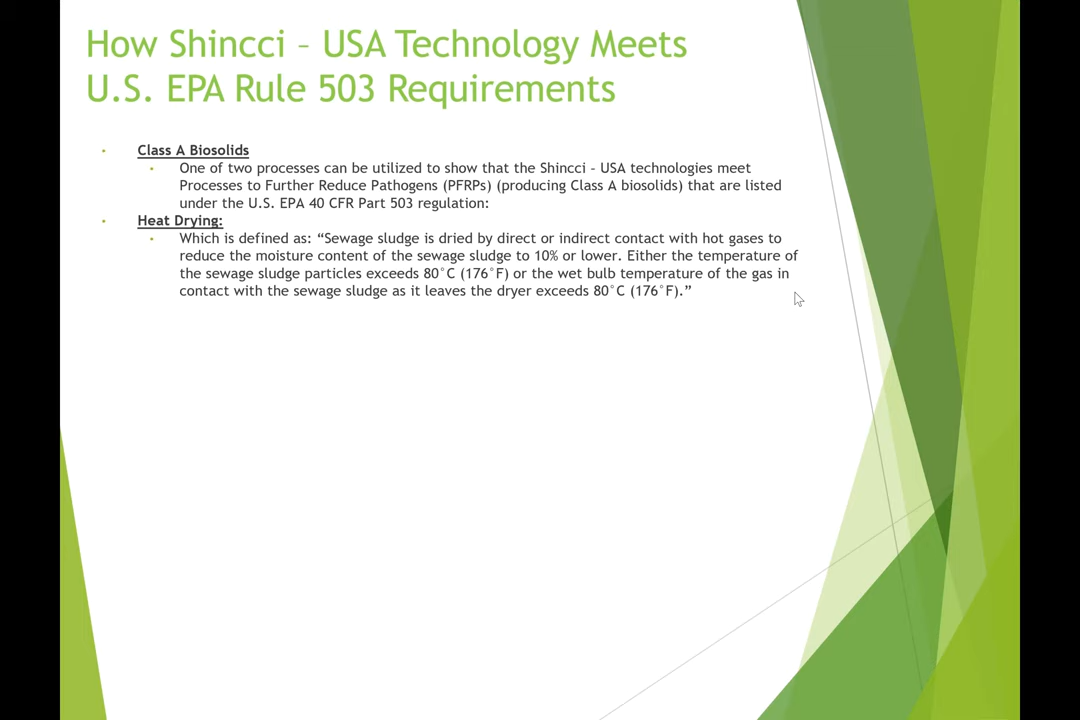 How Shincci – USA Technology Meets
U.S. EPA Rule 503 Requirements
• Class A Biosolids
• One of two processes can be utilized to show that the Shincci – USA technologies meet
Processes to Further Reduce Pathogens (PFRPs) (producing Class A biosolids) that are listed
under the U.S. EPA 40 CFR Part 503 regulation:
• Heat Drying:
• Which is defined as: “Sewage sludge is dried by direct or indirect contact with hot gases to
reduce the moisture content of the sewage sludge to 10% or lower. Either the temperature of
the sewage sludge particles exceeds 80°C (176°F) or the wet bulb temperature of the gas in
contact with the sewage sludge as it leaves the dryer exceeds 80°C (176°F).”